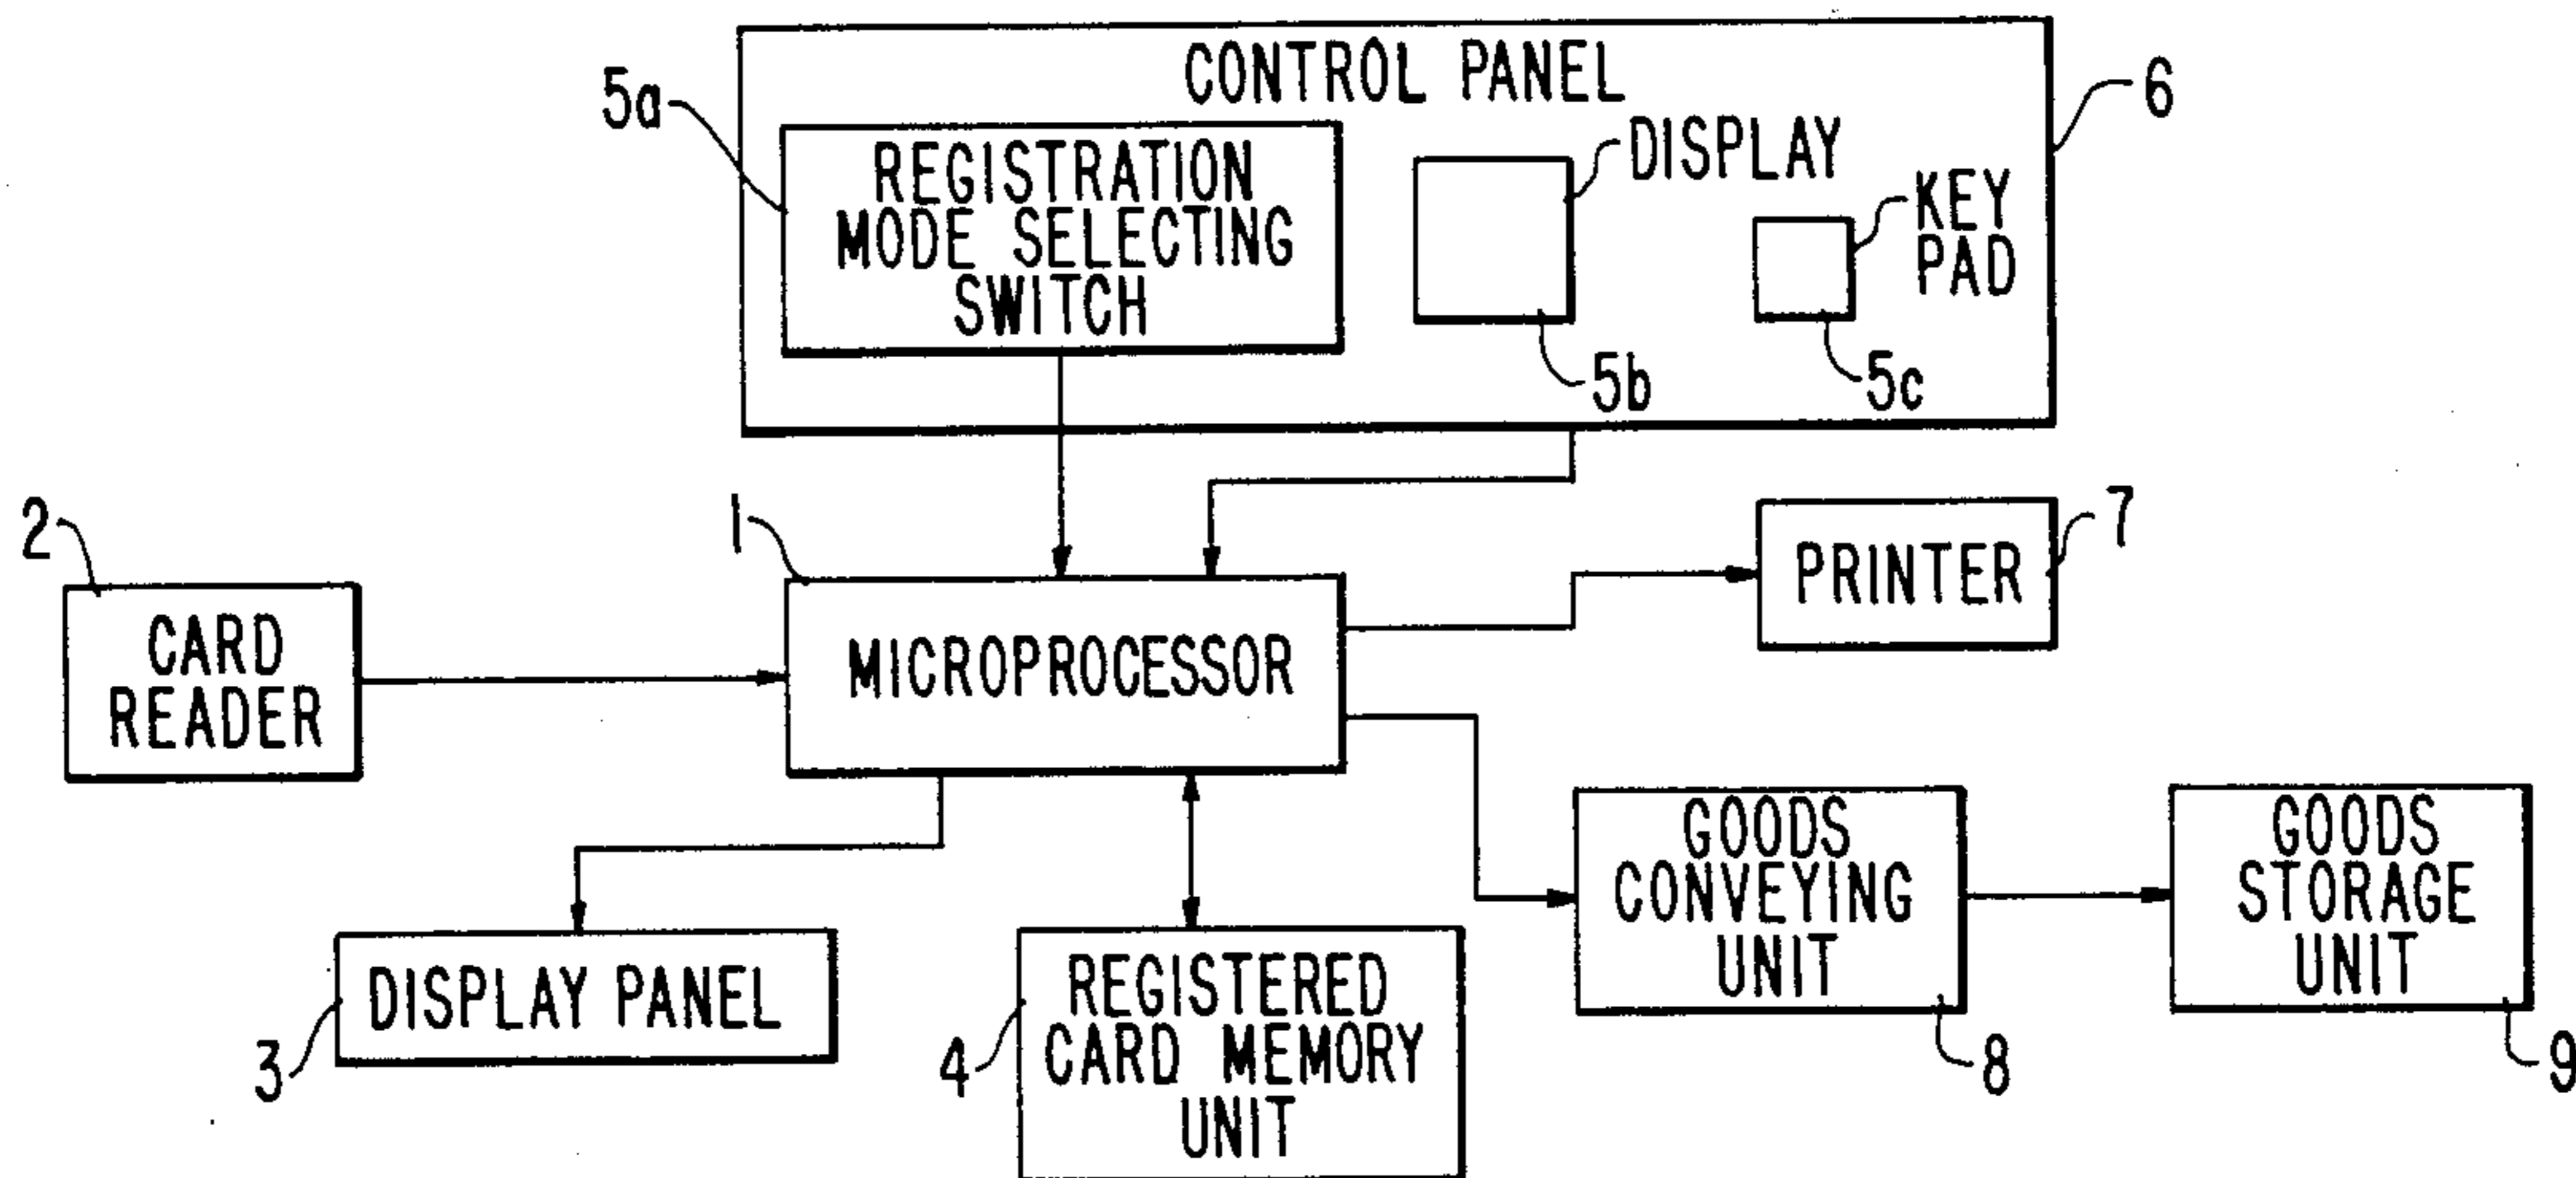 CONTROL PANEL
5a
6
REGISTRATION
MODE SELECTING
SWITCH
DISPLAY
KEY
PAD
5b
5c
2
1
7
CARD
READER
MICROPROCESSOR
PRINTER
DISPLAY PANEL
3
REGISTERED
CARD MEMORY
UNIT
4
GOODS
CONVEYING
UNIT
8
GOODS
STORAGE
UNIT
9